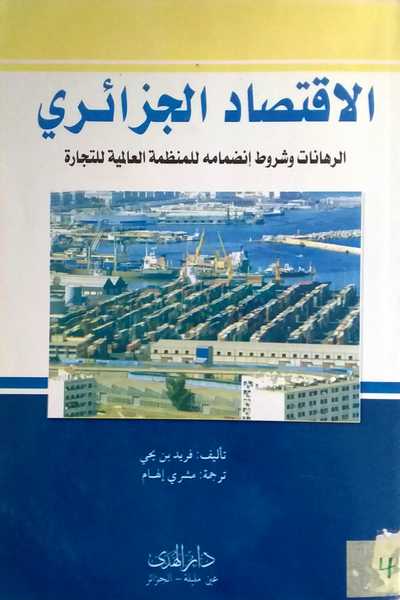 الاقتصاد الجزائري
الرهانات وشروط إنضمامه للمنظمة العالمية للتجارة
تأليف: فريد بن يحي
ترجمة: مشري إلهام
دار الهدى
عين مليلة - الجزائر
4